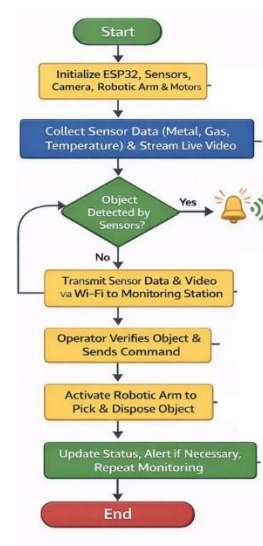 Start
Initialize ESP32, Sensors,
Camera, Robotic Arm & Motors
Collect Sensor Data (Metal, Gas,
Temperature) & Stream Live Video
Object
Detected by
Sensors?
Yes
No
Transmit Sensor Data & Video
via Wi-Fi to Monitoring Station
Operator Verifies Object &
Sends Command
Activate Robotic Arm to
Pick & Dispose Object
Update Status, Alert if Necessary,
Repeat Monitoring
End